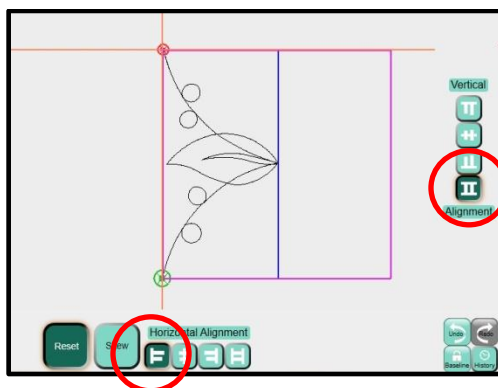 Vertical
Alignment
Horizontal Alignment
Reset
Skew
Undo
Redo
Baseline
History